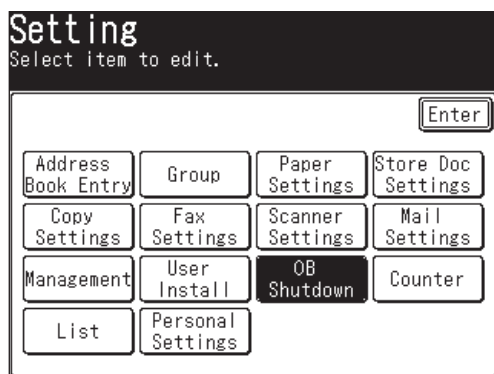 Setting
Select item to edit.
Enter
Address
Book Entry
Group
Paper
Settings
Store Doc
Settings
Copy
Settings
Fax
Settings
Scanner
Settings
Mail
Settings
Management
User
Install
OB
Shutdown
Counter
List
Personal
Settings